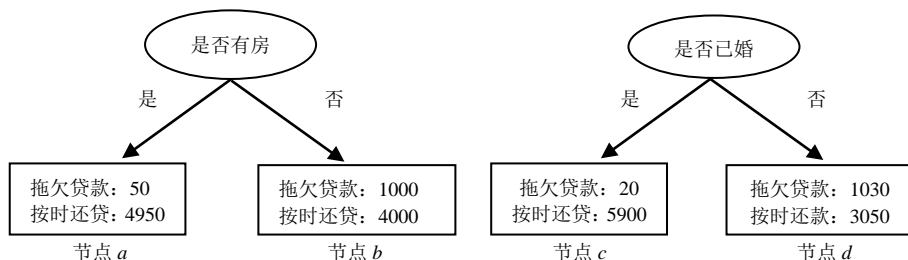 是否有房
是 否
拖欠贷款：50
按时还贷：4950
节点 a
拖欠贷款：1000
按时还贷：4000
节点 b
是否已婚
是 否
拖欠贷款：20
按时还贷：5900
节点 c
拖欠贷款：1030
按时还款：3050
节点 d